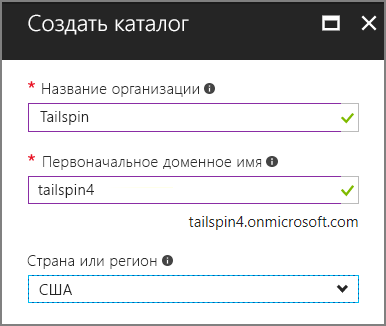 Создать каталог
* Название организации
Tailspin
* Первоначальное доменное имя
tailspin4
tailspin4.onmicrosoft.com
Страна или регион
США